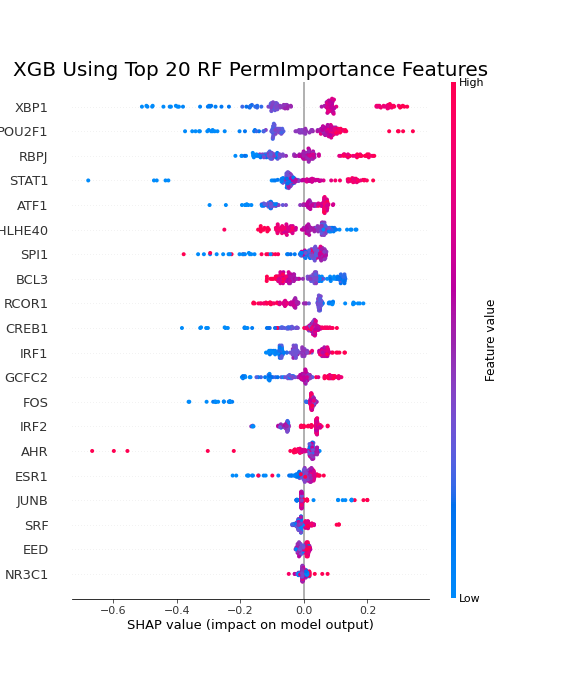 XGB Using Top 20 RF PermImportance Features
High
XBP1
POU2F1
RBPJ
STAT1
ATF1
HLHE40
SPI1
BCL3
RCOR1
CREB1
IRF1
GCFC2
FOS
IRF2
AHR
ESR1
JUNB
SRF
EED
NR3C1
Feature value
Low
−0.6 −0.4 −0.2 0.0 0.2
SHAP value (impact on model output)